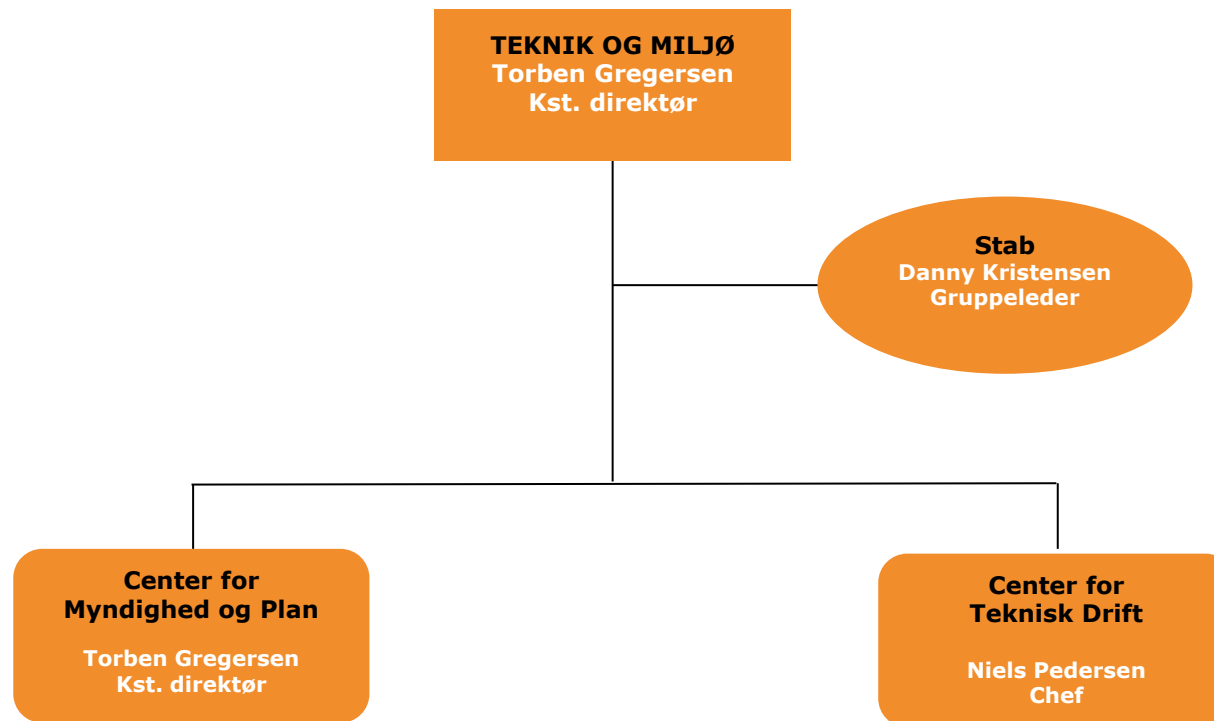 TEKNIK OG MILJØ
Torben Gregersen
Kst. direktør
Stab
Danny Kristensen
Gruppeleder
Center for
Myndighed og Plan
Torben Gregersen
Kst. direktør
Center for
Teknisk Drift
Niels Pedersen
Chef